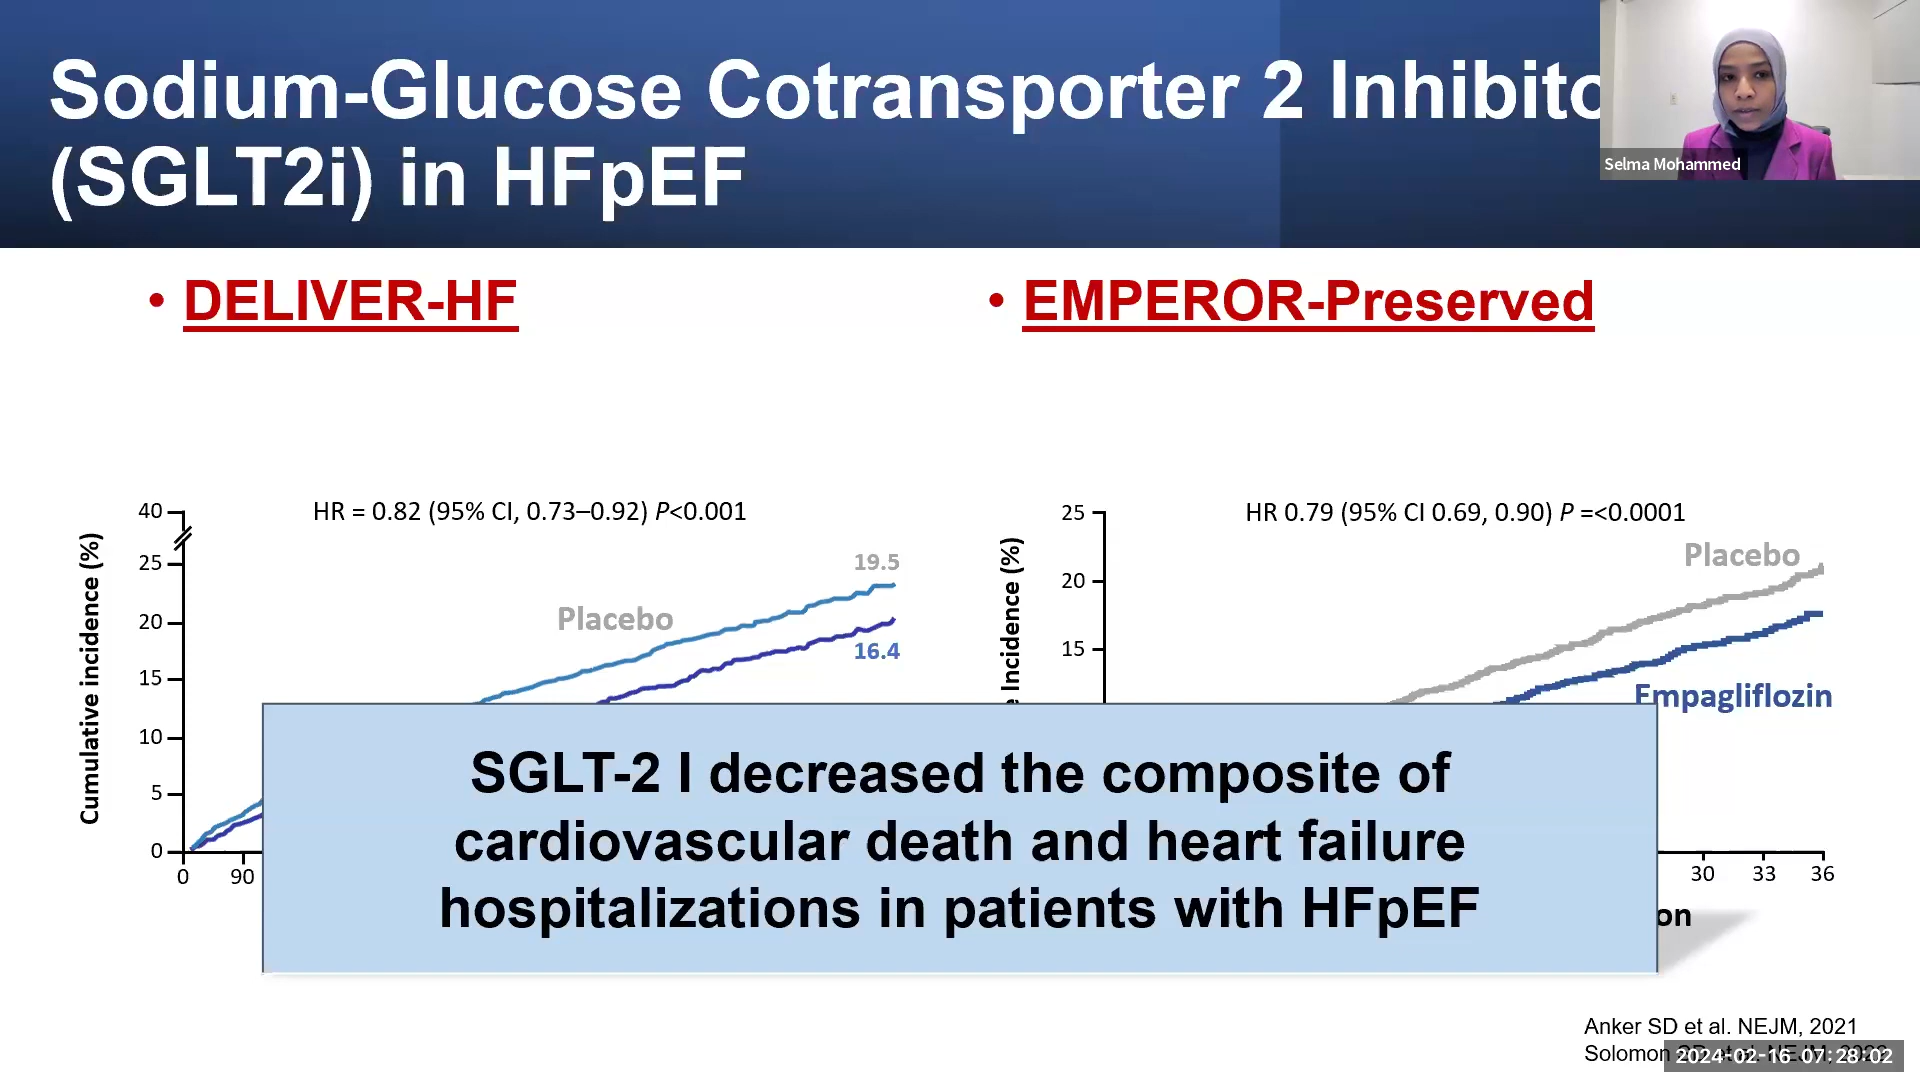 Sodium-Glucose Cotransporter 2 Inhibito
(SGLT2i) in HFpEF
Selma Mohammed
• DELIVER-HF
• EMPEROR-Preserved
HR = 0.82 (95% CI, 0.73–0.92) P<0.001
40
25
20
15
10
5
0
Cumulative incidence (%)
19.5
Placebo
16.4
0 90
HR 0.79 (95% CI 0.69, 0.90) P =<0.0001
25
20
15
e Incidence (%)
Placebo
Empagliflozin
30 33 36
on
SGLT-2 I decreased the composite of
cardiovascular death and heart failure
hospitalizations in patients with HFpEF
Anker SD et al. NEJM, 2021
Solomon
2024-02-16 07:28:02